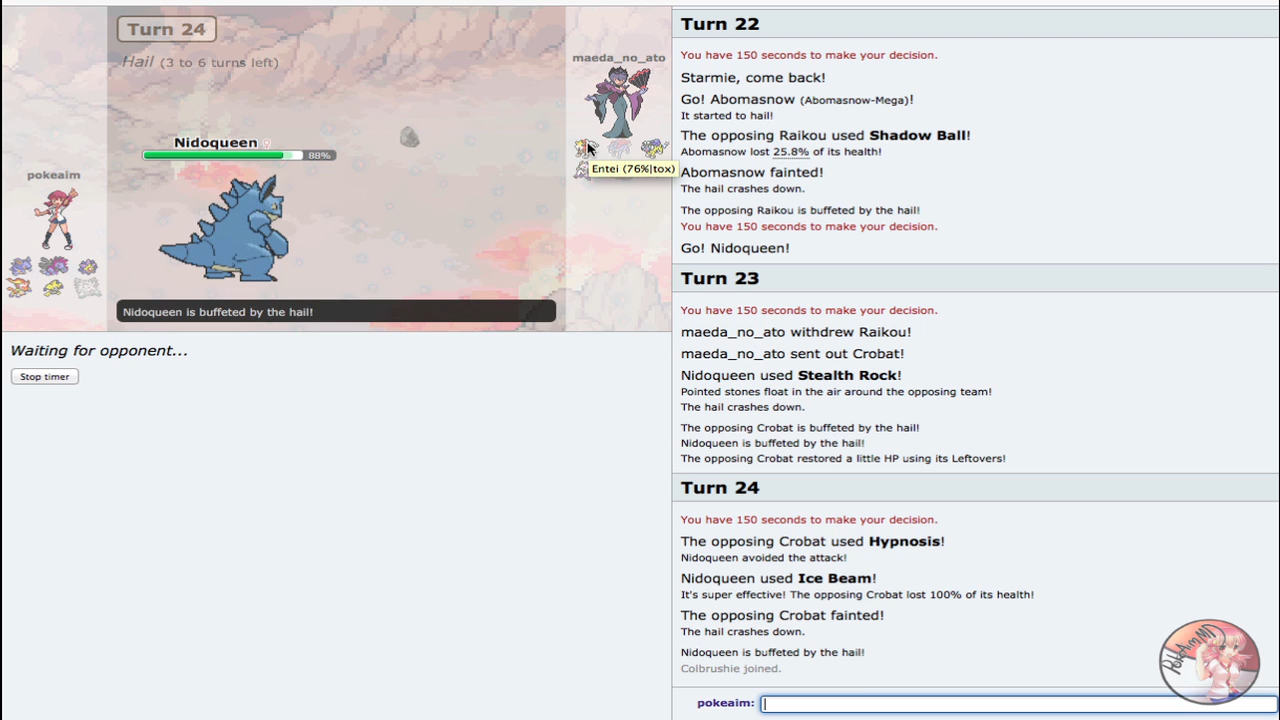 Turn 24
Hail (3 to 6 turns left)
maeda_no_ato
Nidoqueen
88%
Entei (76%|tox)
pokeaim
Nidoqueen is buffeted by the hail!
Waiting for opponent...
Stop timer
Turn 22
You have 150 seconds to make your decision.
Starmie, come back!
Go! Abomasnow (Abomasnow-Mega)!
It started to hail!
The opposing Raikou used Shadow Ball!
Abomasnow lost 25.8% of its health!
Abomasnow fainted!
The hail crashes down.
The opposing Raikou is buffeted by the hail!
You have 150 seconds to make your decision.
Go! Nidoqueen!
Turn 23
You have 150 seconds to make your decision.
maeda_no_ato withdrew Raikou!
maeda_no_ato sent out Crobat!
Nidoqueen used Stealth Rock!
Pointed stones float in the air around the opposing team!
The hail crashes down.
The opposing Crobat is buffeted by the hail!
Nidoqueen is buffeted by the hail!
The opposing Crobat restored a little HP using its Leftovers!
Turn 24
You have 150 seconds to make your decision.
The opposing Crobat used Hypnosis!
Nidoqueen avoided the attack!
Nidoqueen used Ice Beam!
It's super effective! The opposing Crobat lost 100% of its health!
The opposing Crobat fainted!
The hail crashes down.
Nidoqueen is buffeted by the hail!
Colbrushie joined.
PokeAimMD
pokeaim: